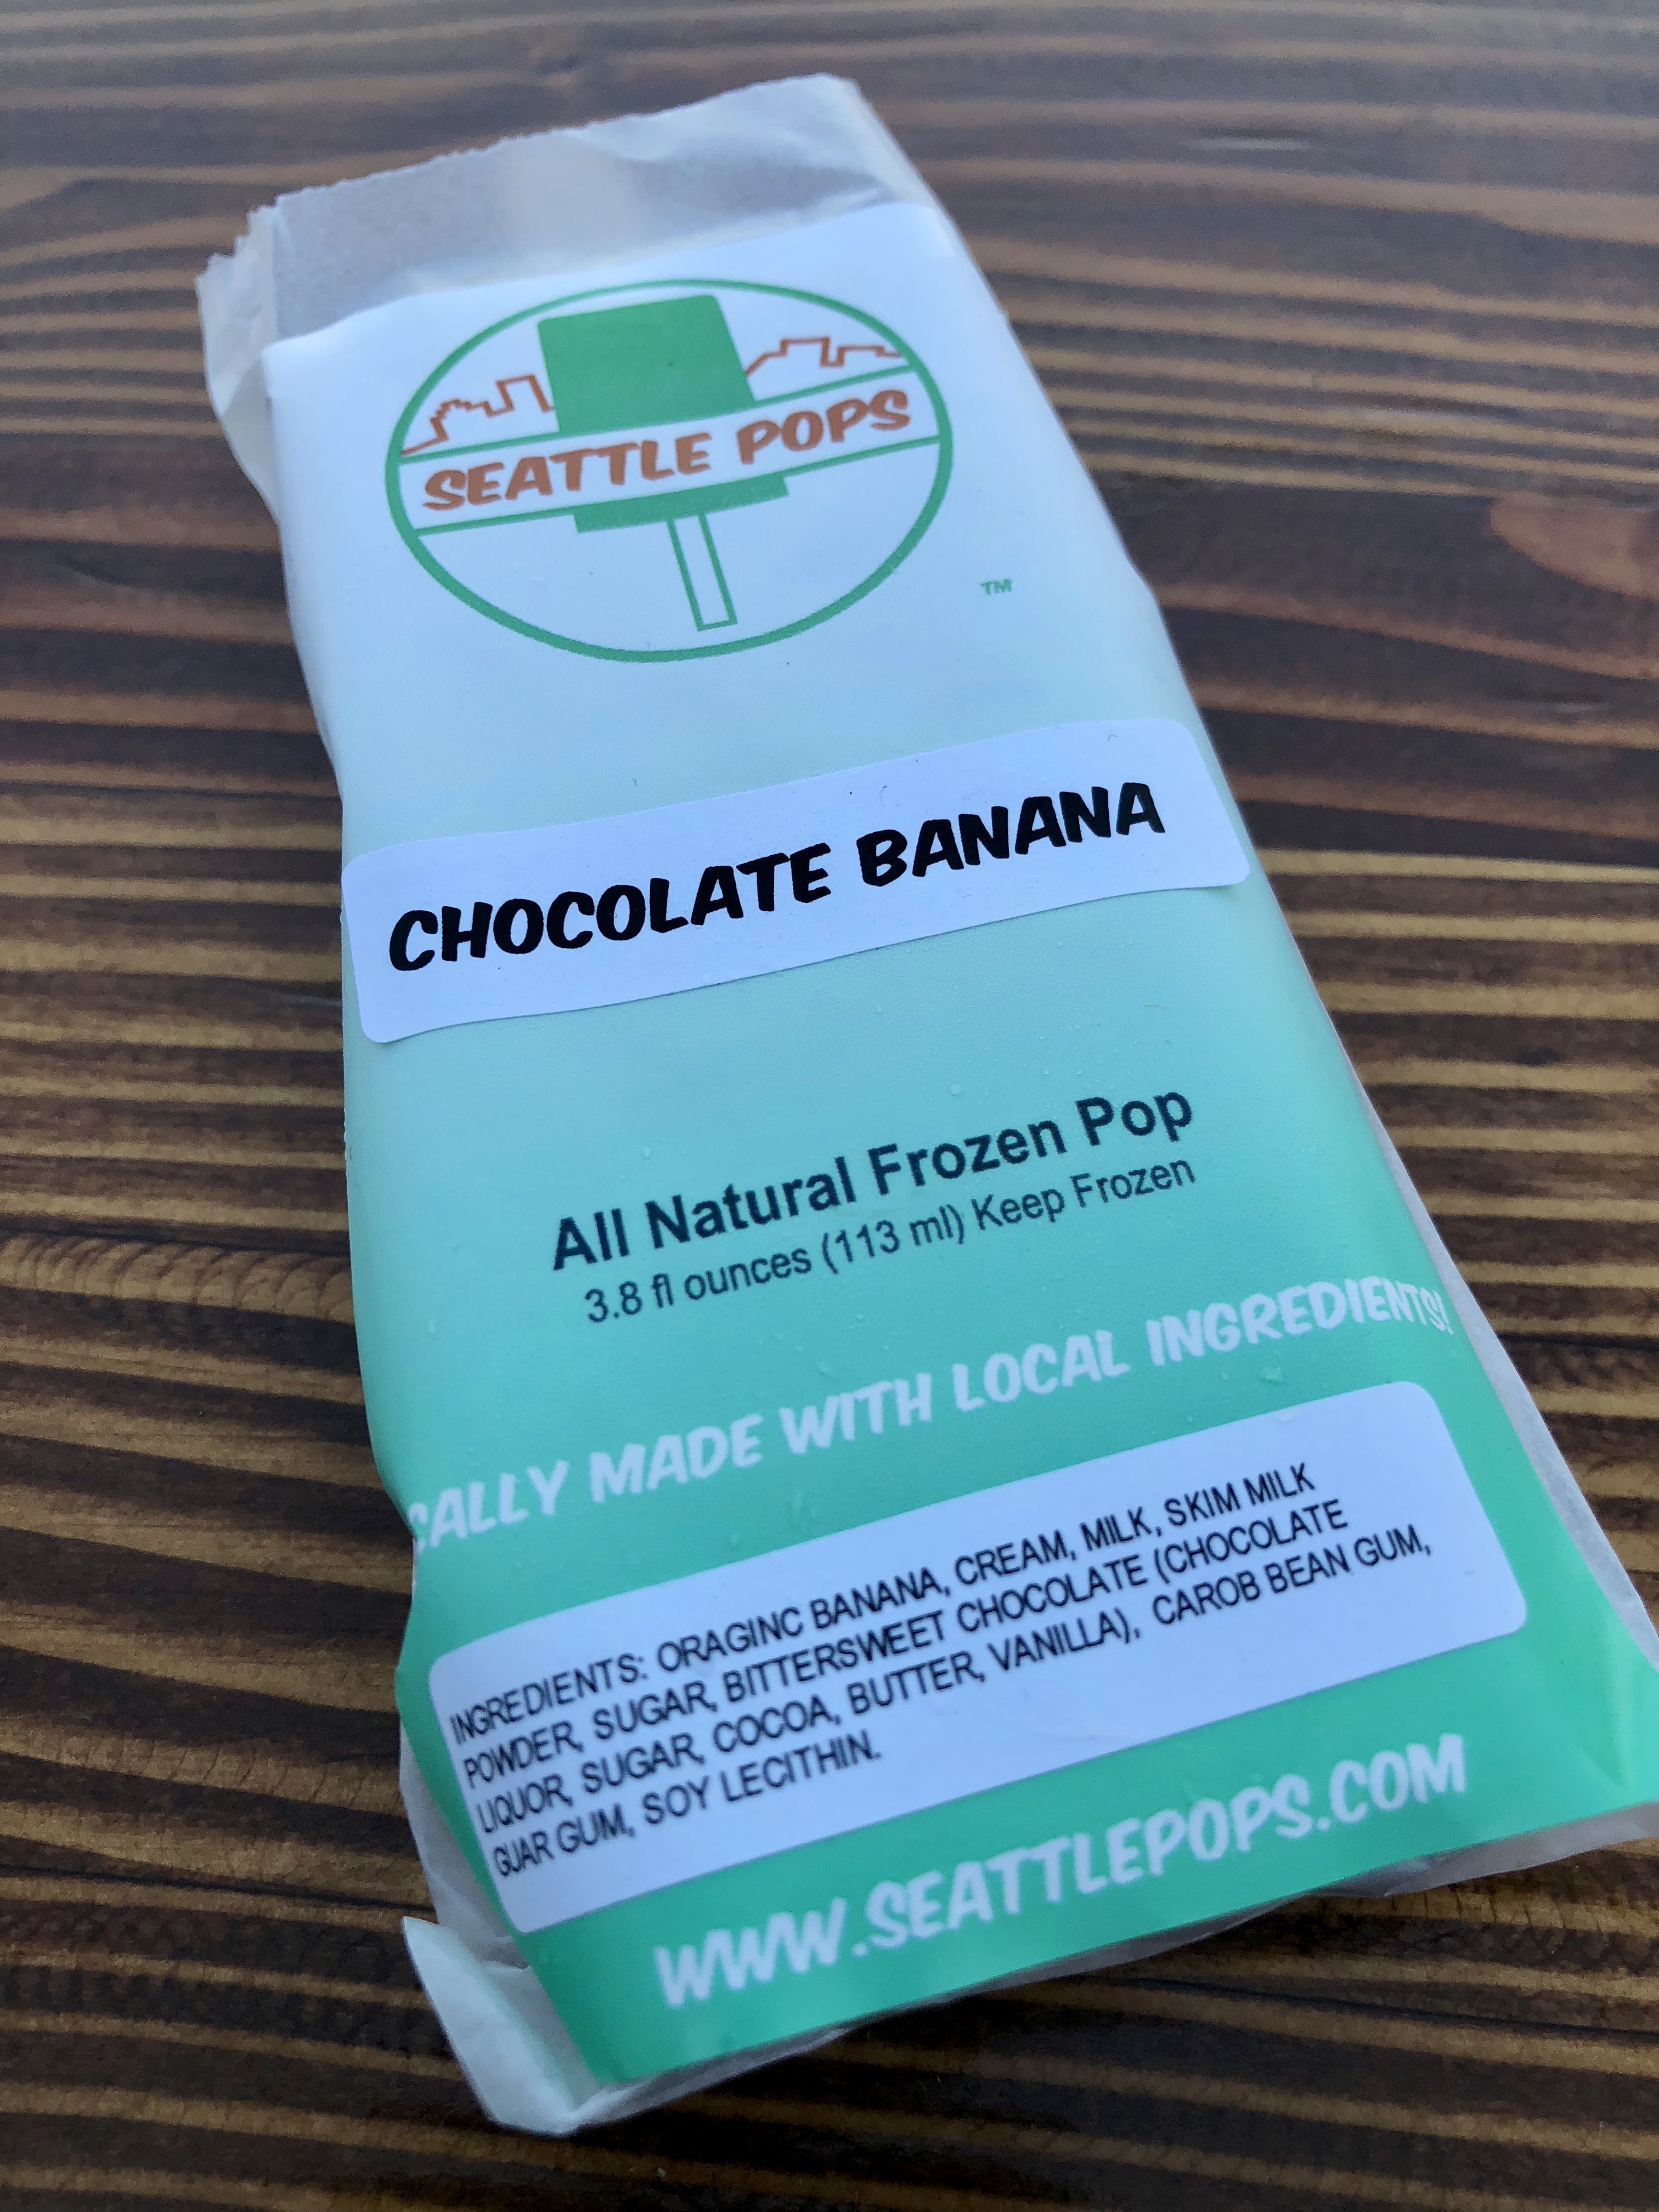 SEATTLE POPS
TM
CHOCOLATE BANANA
All Natural Frozen Pop
3.8 fl ounces (113 ml) Keep Frozen
CALLY MADE WITH LOCAL INGREDIENTS!
INGREDIENTS: ORAGINC BANANA, CREAM, MILK, SKIM MILK
POWDER, SUGAR, BITTERSWEET CHOCOLATE (CHOCOLATE
LIQUOR, SUGAR, COCOA, BUTTER, VANILLA), CAROB BEAN GUM,
GUAR GUM, SOY LECITHIN.
WWW.SEATTLEPOPS.COM